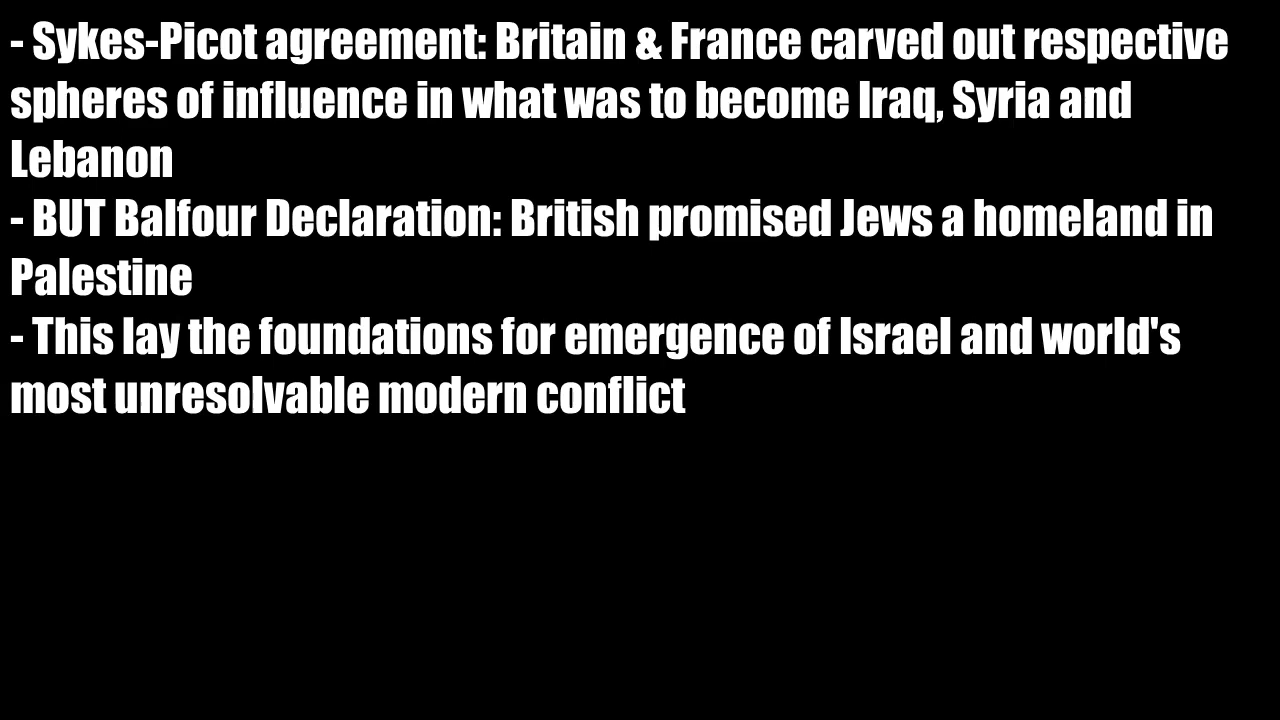 - Sykes-Picot agreement: Britain & France carved out respective
spheres of influence in what was to become Iraq, Syria and
Lebanon
- BUT Balfour Declaration: British promised Jews a homeland in
Palestine
- This lay the foundations for emergence of Israel and world's
most unresolvable modern conflict